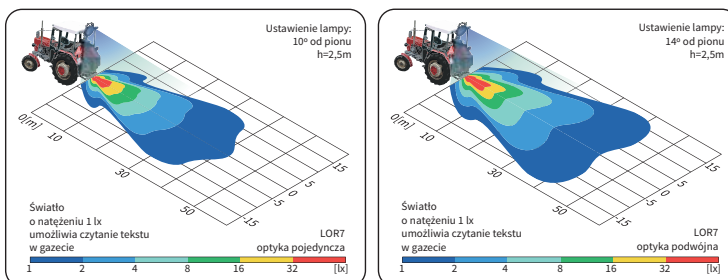 Ustawienie lampy:
10º od pionu
h=2,5m
0[m]
10
30
50
-15
-5
0
5
15
Światło
o natężeniu 1 lx
umożliwia czytanie tekstu
w gazecie
LOR7
optyka pojedyncza
1 2 4 8 16 32 [lx]
Ustawienie lampy:
14º od pionu
h=2,5m
0[m]
10
30
50
-15
-5
0
5
15
Światło
o natężeniu 1 lx
umożliwia czytanie tekstu
w gazecie
LOR7
optyka podwójna
1 2 4 8 16 32 [lx]